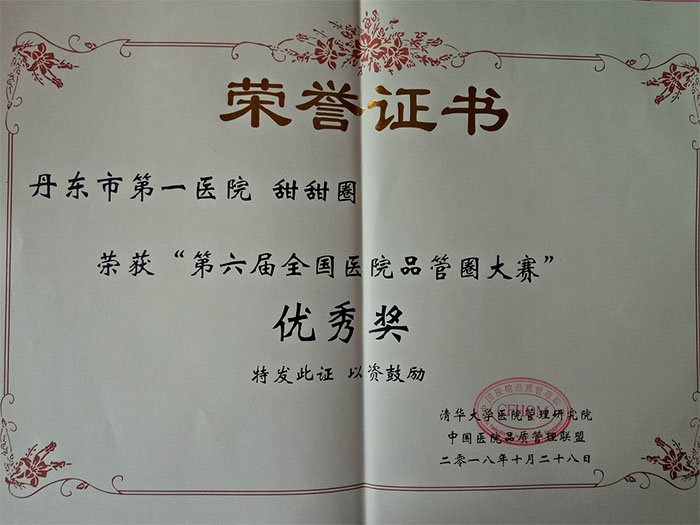 荣誉证书
丹东市第一医院 甜甜圈
荣获“第六届全国医院品管圈大赛”
优秀奖
特发此证 以资鼓励
清华大学医院管理研究院
中国医院品质管理联盟
二零一八年十月二十八日